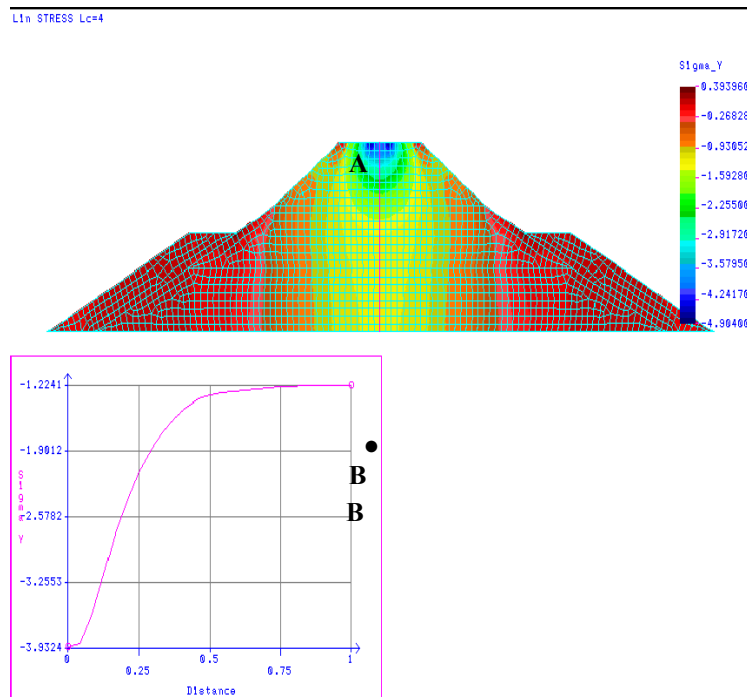 Lin STRESS Lc=4
Sigma_Y
0.393960
-0.26828
-0.93052
-1.59280
-2.25500
-2.91720
-3.57950
-4.24170
-4.90400
A
-1.2241
-1.9012
-2.5782
-3.2553
-3.9324
Sigma Y
B
B
0
0.25
0.5
0.75
1
Distance